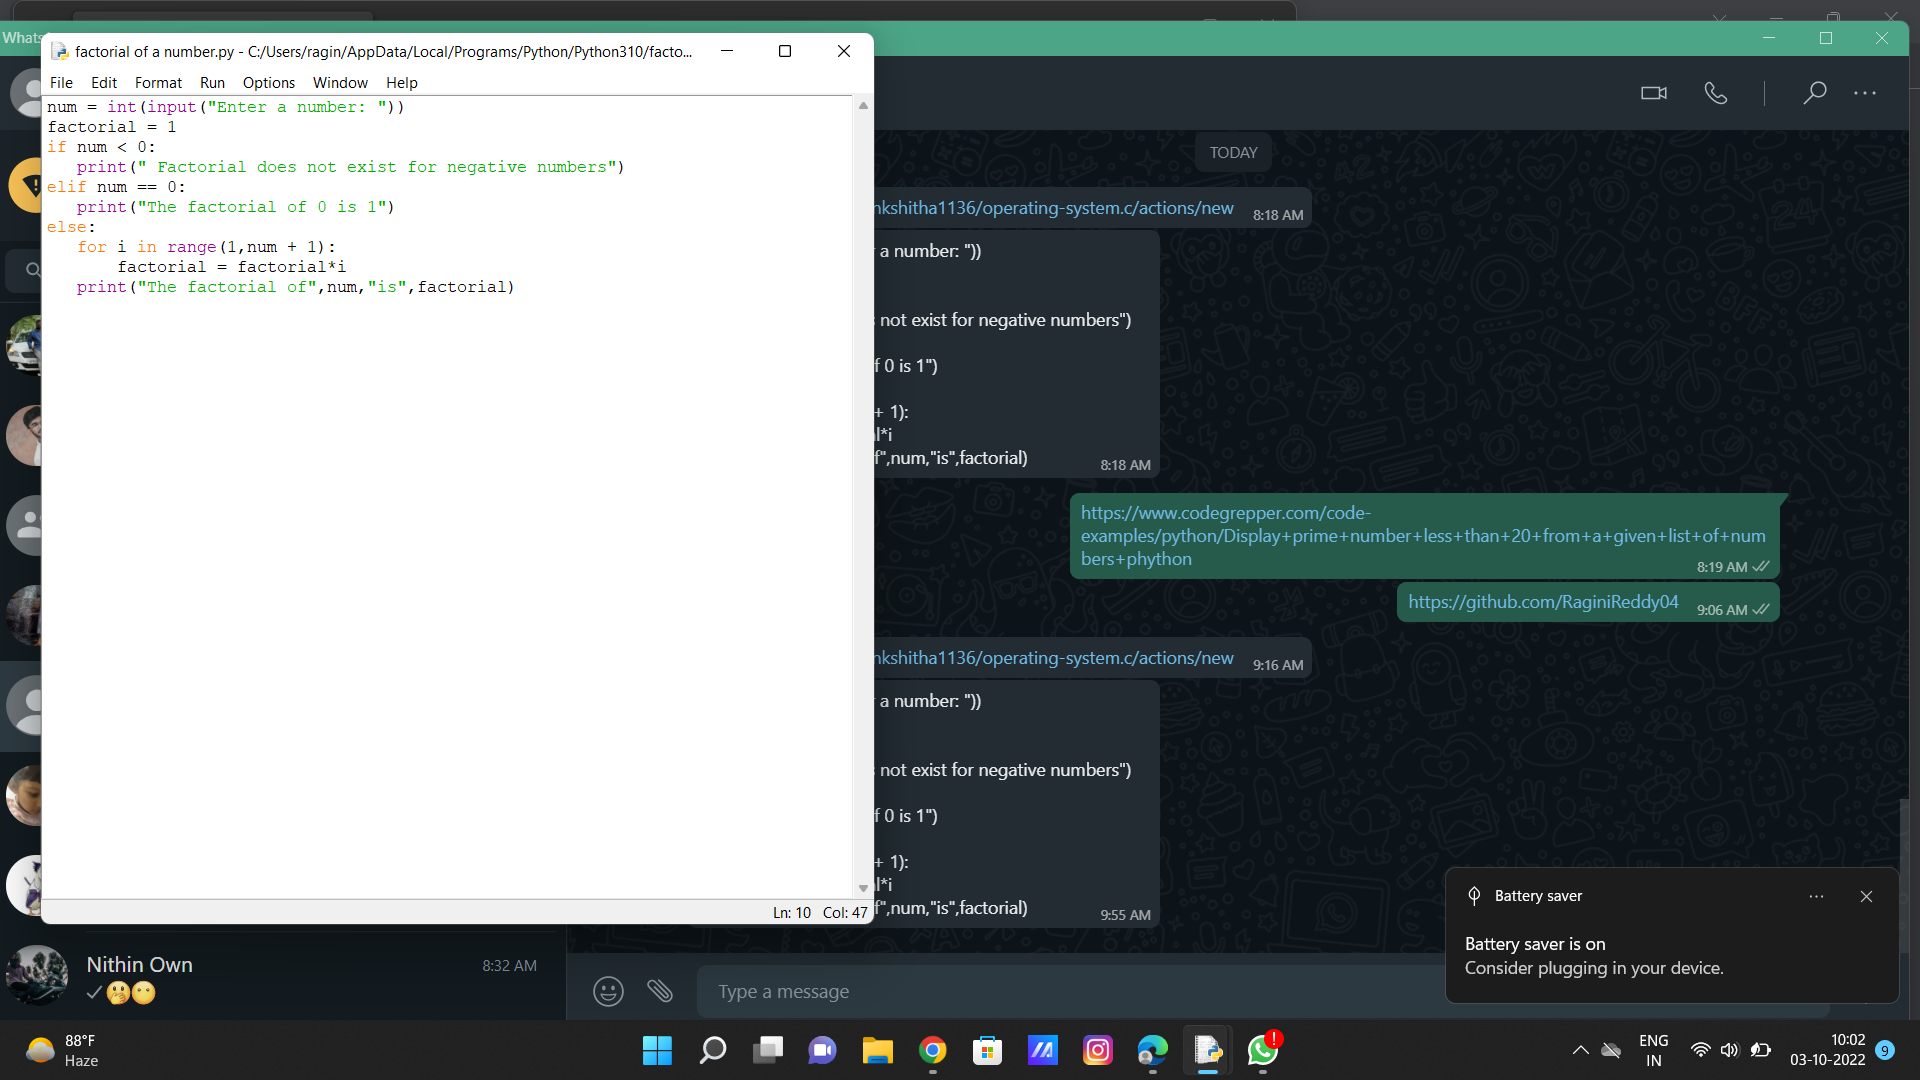 Whats
factorial of a number.py - C:/Users/ragin/AppData/Local/Programs/Python/Python310/facto...
File Edit Format Run Options Window Help
num = int(input("Enter a number: "))
factorial = 1
if num < 0:
   print(" Factorial does not exist for negative numbers")
elif num == 0:
   print("The factorial of 0 is 1")
else:
   for i in range(1,num + 1):
       factorial = factorial*i
   print("The factorial of",num,"is",factorial)
Ln: 10 Col: 47
TODAY
nkshitha1136/operating-system.c/actions/new 8:18 AM
a number: "))
not exist for negative numbers")
f 0 is 1")
+ 1):
l*i
f",num,"is",factorial) 8:18 AM
https://www.codegrepper.com/code-
examples/python/Display+prime+number+less+than+20+from+a+given+list+of+num
bers+phython
8:19 AM
https://github.com/RaginiReddy04 9:06 AM
nkshitha1136/operating-system.c/actions/new 9:16 AM
a number: "))
not exist for negative numbers")
f 0 is 1")
+ 1):
l*i
f",num,"is",factorial) 9:55 AM
Nithin Own 8:32 AM
Type a message
Battery saver
Battery saver is on
Consider plugging in your device.
88°F
Haze
ENG
IN
10:02
03-10-2022
9